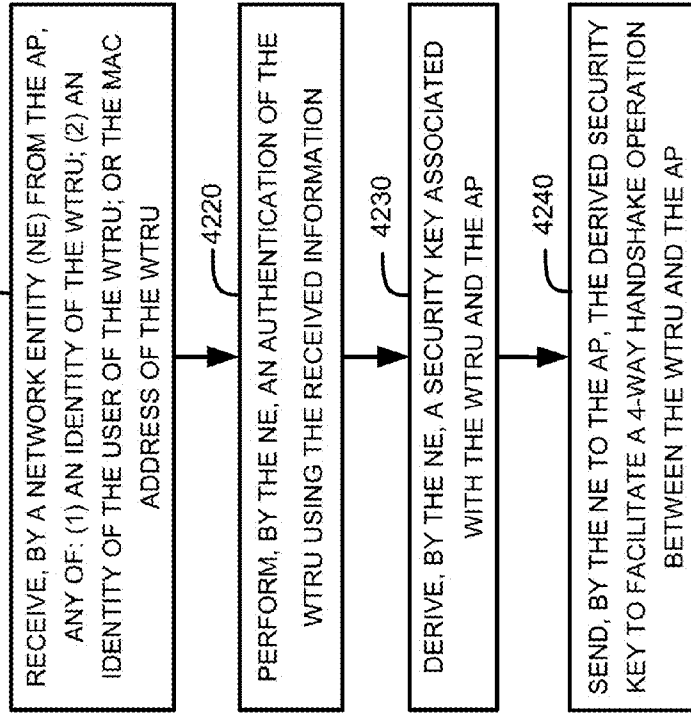 RECEIVE, BY A NETWORK ENTITY (NE) FROM THE AP,
ANY OF: (1) AN IDENTITY OF THE WTRU; (2) AN
IDENTITY OF THE USER OF THE WTRU; OR THE MAC
ADDRESS OF THE WTRU
4220
PERFORM, BY THE NE, AN AUTHENTICATION OF THE
WTRU USING THE RECEIVED INFORMATION
4230
DERIVE, BY THE NE, A SECURITY KEY ASSOCIATED
WITH THE WTRU AND THE AP
4240
SEND, BY THE NE TO THE AP, THE DERIVED SECURITY
KEY TO FACILITATE A 4-WAY HANDSHAKE OPERATION
BETWEEN THE WTRU AND THE AP